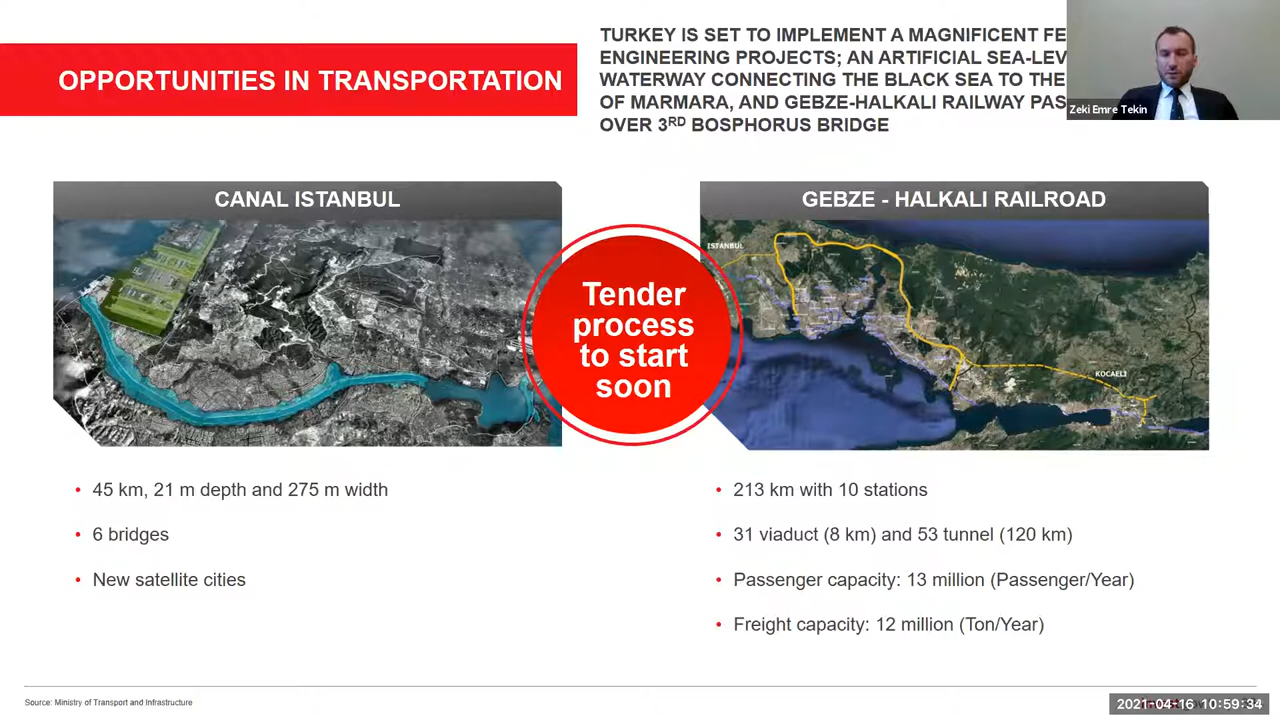 OPPORTUNITIES IN TRANSPORTATION
TURKEY IS SET TO IMPLEMENT A MAGNIFICENT
ENGINEERING PROJECTS; AN ARTIFICIAL
WATERWAY CONNECTING THE BLACK SEA TO THE
OF MARMARA, AND GEBZE-HALKALI RAILWAY
OVER 3RD BOSPHORUS BRIDGE
Zeki Emre Tekin
CANAL ISTANBUL
GEBZE - HALKALI RAILROAD
ISTANBUL
KOCAELİ
Tender
process
to start
soon
• 45 km, 21 m depth and 275 m width
• 6 bridges
• New satellite cities
• 213 km with 10 stations
• 31 viaduct (8 km) and 53 tunnel (120 km)
• Passenger capacity: 13 million (Passenger/Year)
• Freight capacity: 12 million (Ton/Year)
Source: Ministry of Transport and Infrastructure
2021-04-16 10:59:34